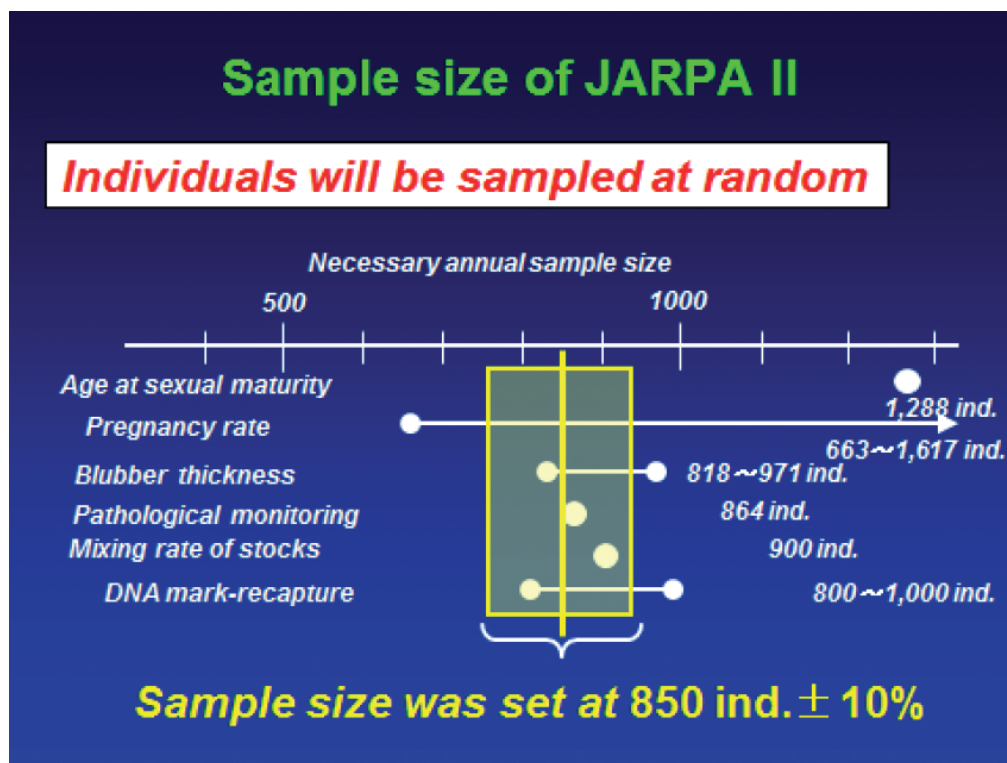 Sample size of JARPA II
Individuals will be sampled at random
Necessary annual sample size
500 1000
Age at sexual maturity
1,288 ind.
Pregnancy rate
663~1,617 ind.
Blubber thickness 818~971 ind.
Pathological monitoring 864 ind.
Mixing rate of stocks 900 ind.
DNA mark-recapture 800~1,000 ind.
Sample size was set at 850 ind.± 10%